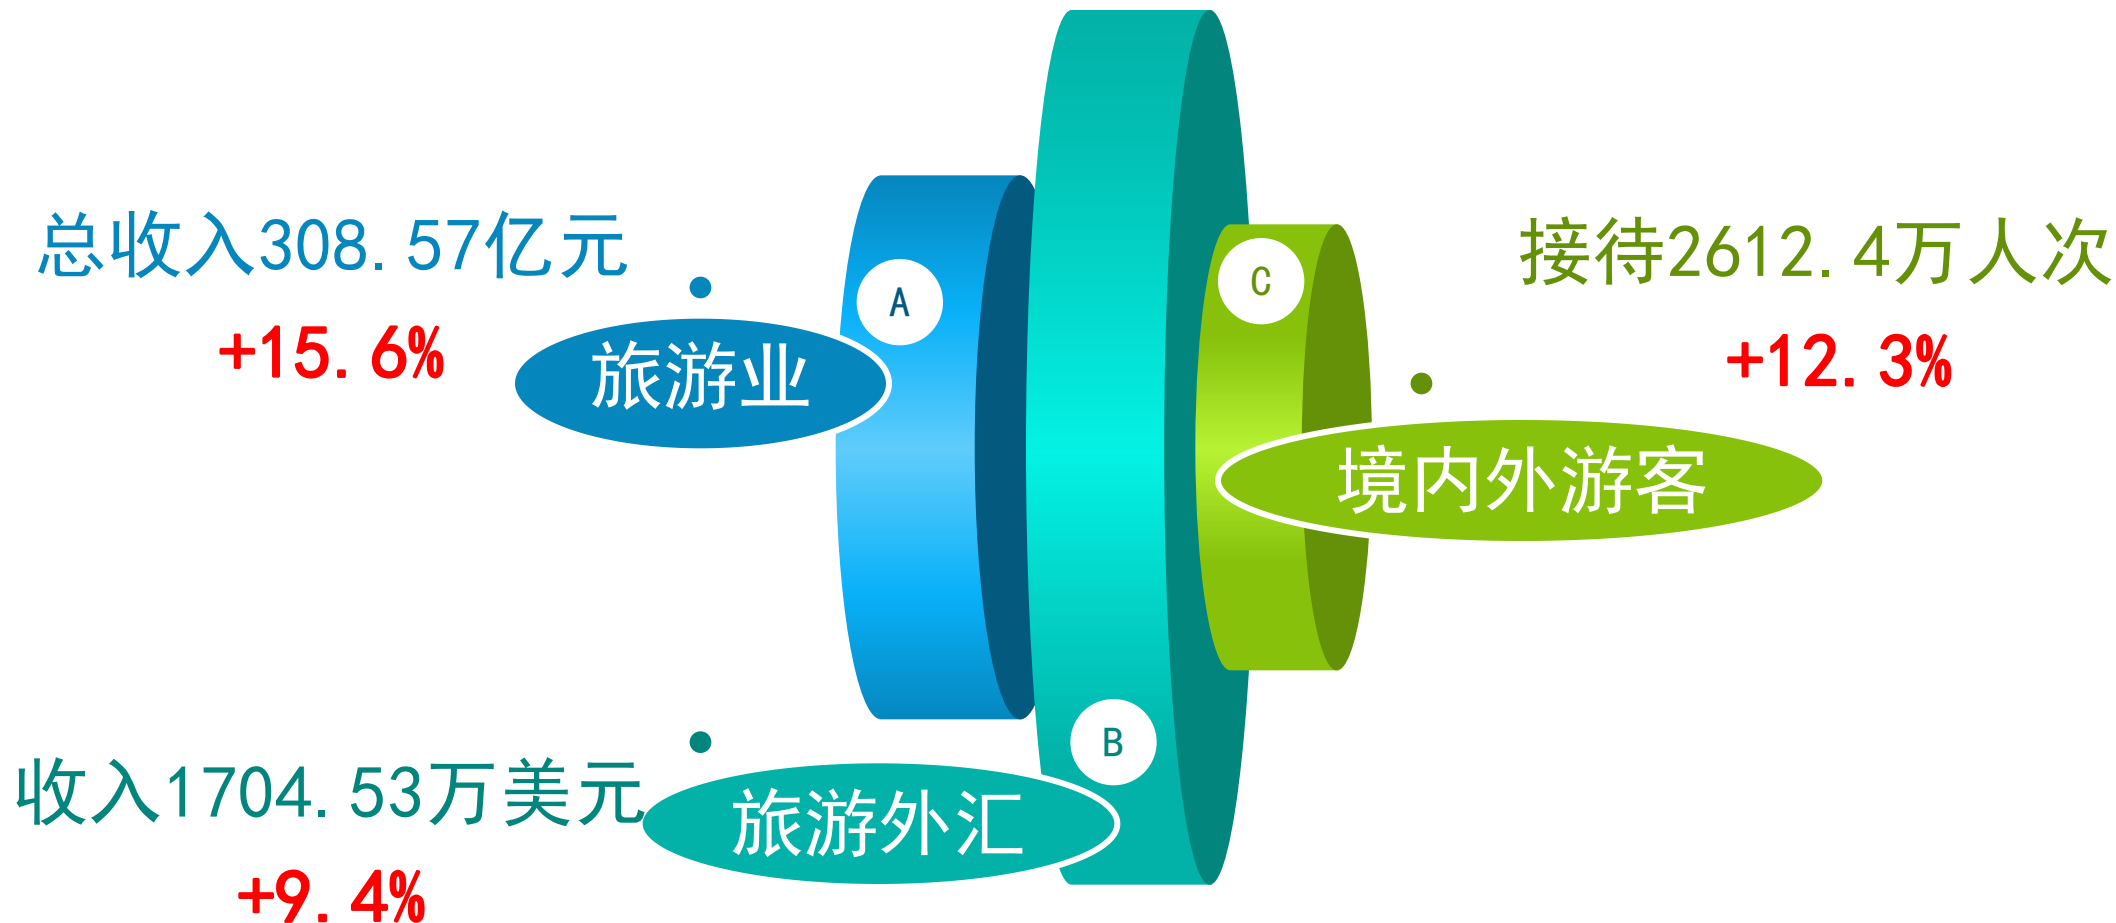 总收入308.57亿元
+15.6%
旅游业
A
C
接待2612.4万人次
+12.3%
境内外游客
B
收入1704.53万美元
+9.4%
旅游外汇